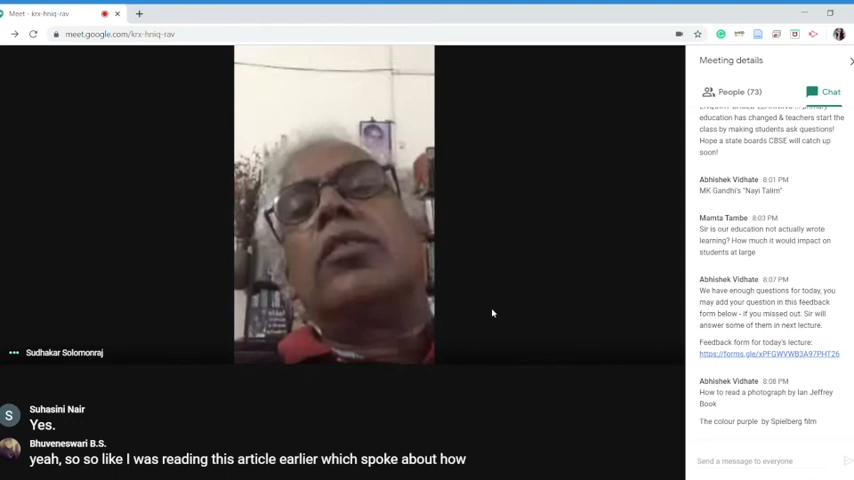 Meet - krx-hniq-rav
meet.google.com/krx-hniq-rav
Meeting details
People (73)
Chat
education has changed & teachers start the
class by making students ask questions!
Hope a state boards CBSE will catch up
soon!
Abhishek Vidhate 8:01 PM
MK Gandhi's "Nayi Talim"
Mamta Tambe 8:03 PM
Sir is our education not actually wrote
learning? How much it would impact on
students at large
Abhishek Vidhate 8:07 PM
We have enough questions for today, you
may add your question in this feedback
form below - if you missed out. Sir will
answer some of them in next lecture.
Feedback form for today's lecture:
https://forms.gle/xPFGWVWB3A97PHT26
Abhishek Vidhate 8:08 PM
How to read a photograph by Ian Jeffrey
Book
The colour purple by Spielberg film
Send a message to everyone
Sudhakar Solomonraj
S
Suhasini Nair
Yes.
Bhuveneswari B.S.
yeah, so so like I was reading this article earlier which spoke about how